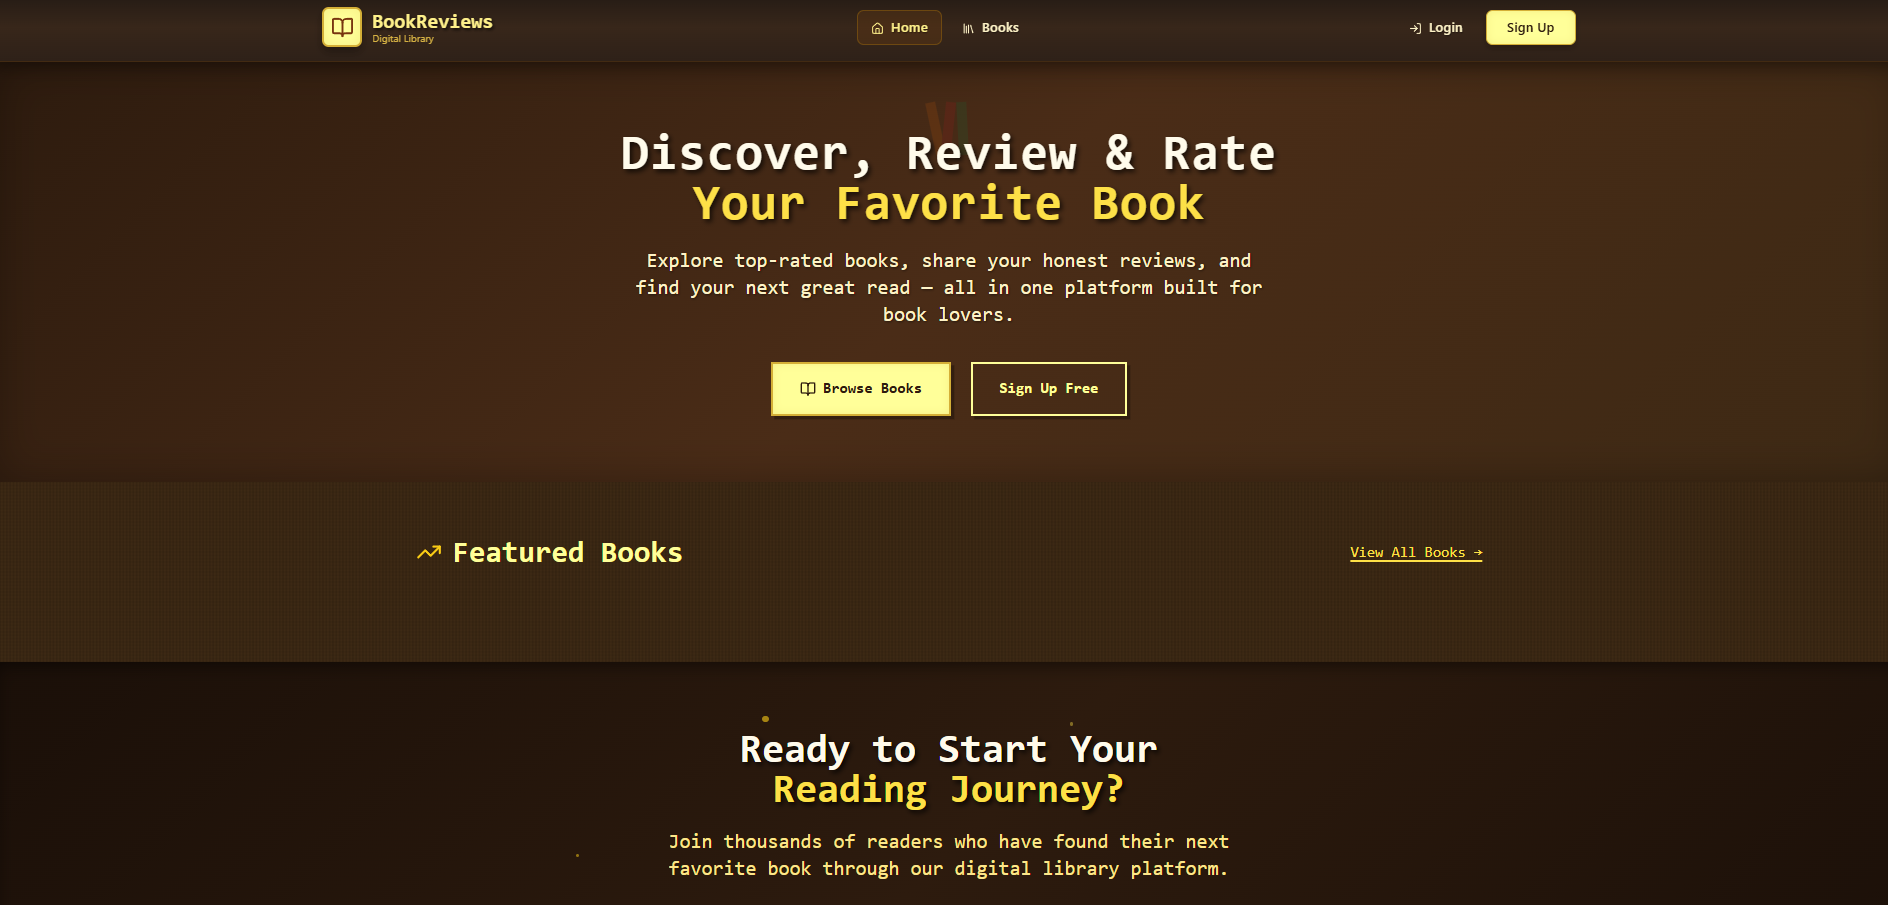 BookReviews
Digital Library
Home
Books
Login
Sign Up
Discover, Review & Rate
Your Favorite Book
Explore top-rated books, share your honest reviews, and
find your next great read — all in one platform built for
book lovers.
Browse Books
Sign Up Free
Featured Books
View All Books →
Ready to Start Your
Reading Journey?
Join thousands of readers who have found their next
favorite book through our digital library platform.